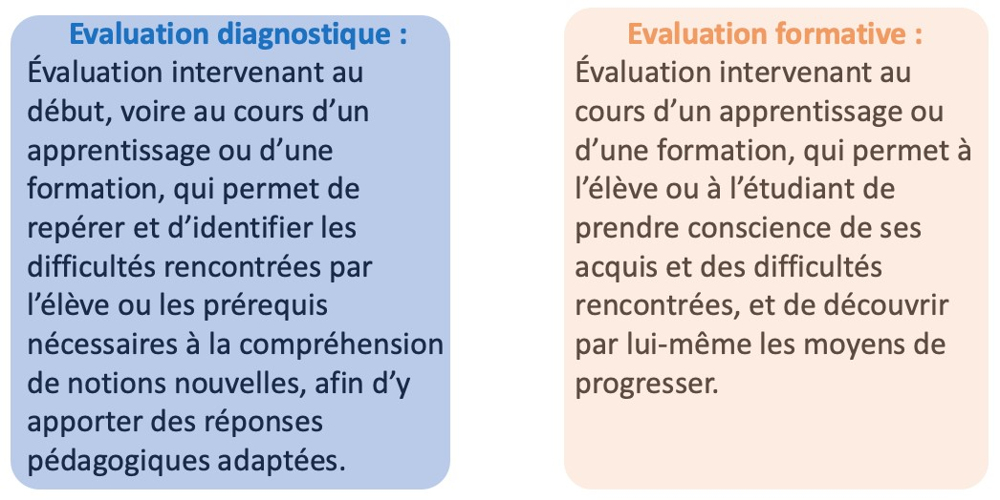 Evaluation diagnostique :
Évaluation intervenant au
début, voire au cours d’un
apprentissage ou d’une
formation, qui permet de
repérer et d’identifier les
difficultés rencontrées par
l’élève ou les prérequis
nécessaires à la compréhension
de notions nouvelles, afin d’y
apporter des réponses
pédagogiques adaptées.
Evaluation formative :
Évaluation intervenant au
cours d’un apprentissage ou
d’une formation, qui permet à
l’élève ou à l’étudiant de
prendre conscience de ses
acquis et des difficultés
rencontrées, et de découvrir
par lui-même les moyens de
progresser.